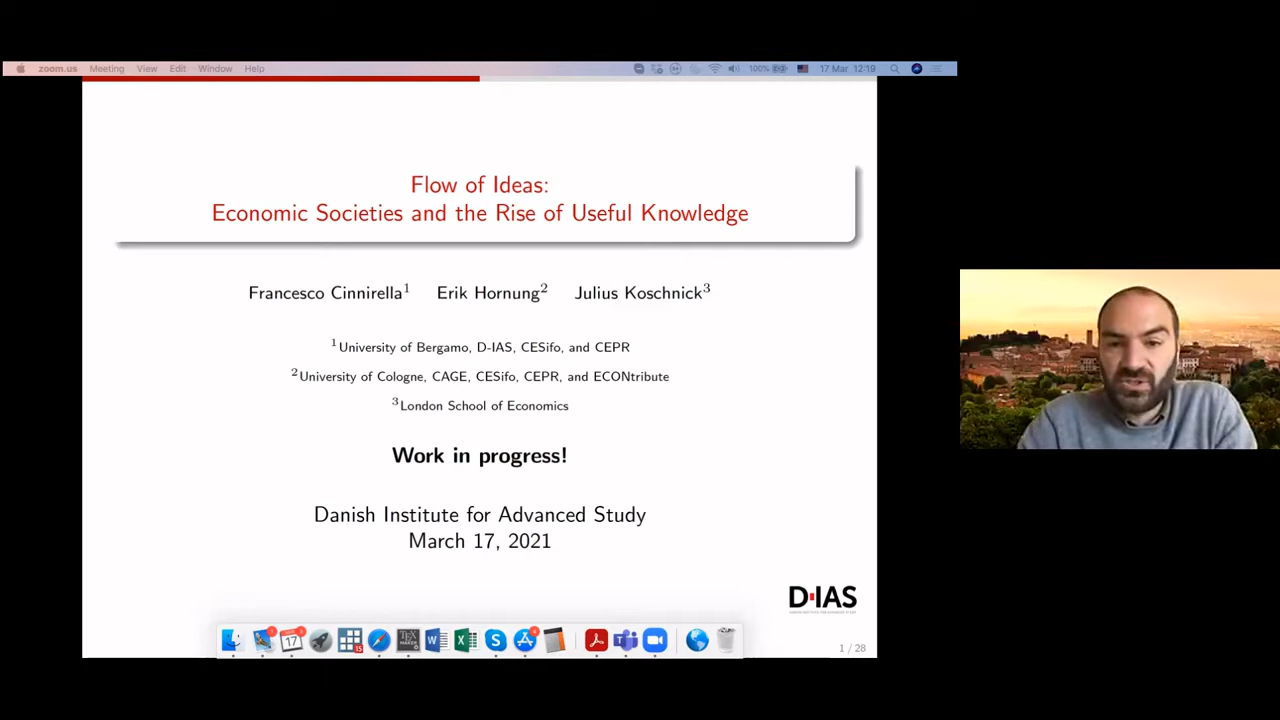 zoom.us Meeting View Edit Window Help 100% 17 Mar 12:19
Flow of Ideas:
Economic Societies and the Rise of Useful Knowledge
Francesco Cinnirella1 Erik Hornung2 Julius Koschnick3
1University of Bergamo, D-IAS, CESifo, and CEPR
2University of Cologne, CAGE, CESifo, CEPR, and ECONtribute
3London School of Economics
Work in progress!
Danish Institute for Advanced Study
March 17, 2021
D·IAS
17 TEX W X S
1 / 28